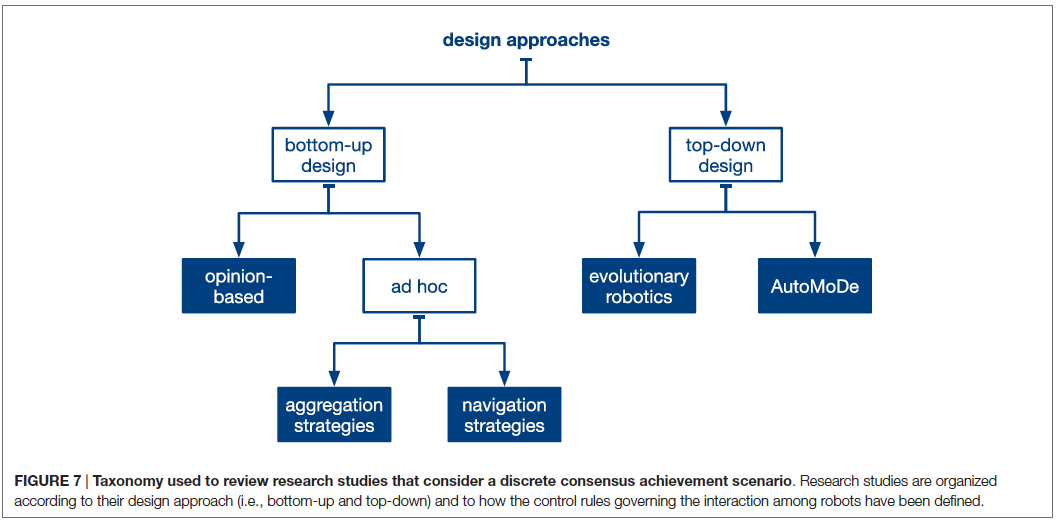 design approaches
bottom-up
design
top-down
design
opinion-
based
ad hoc
evolutionary
robotics
AutoMoDe
aggregation
strategies
navigation
strategies
FIGURE 7 | Taxonomy used to review research studies that consider a discrete consensus achievement scenario. Research studies are organized
according to their design approach (i.e., bottom-up and top-down) and to how the control rules governing the interaction among robots have been defined.